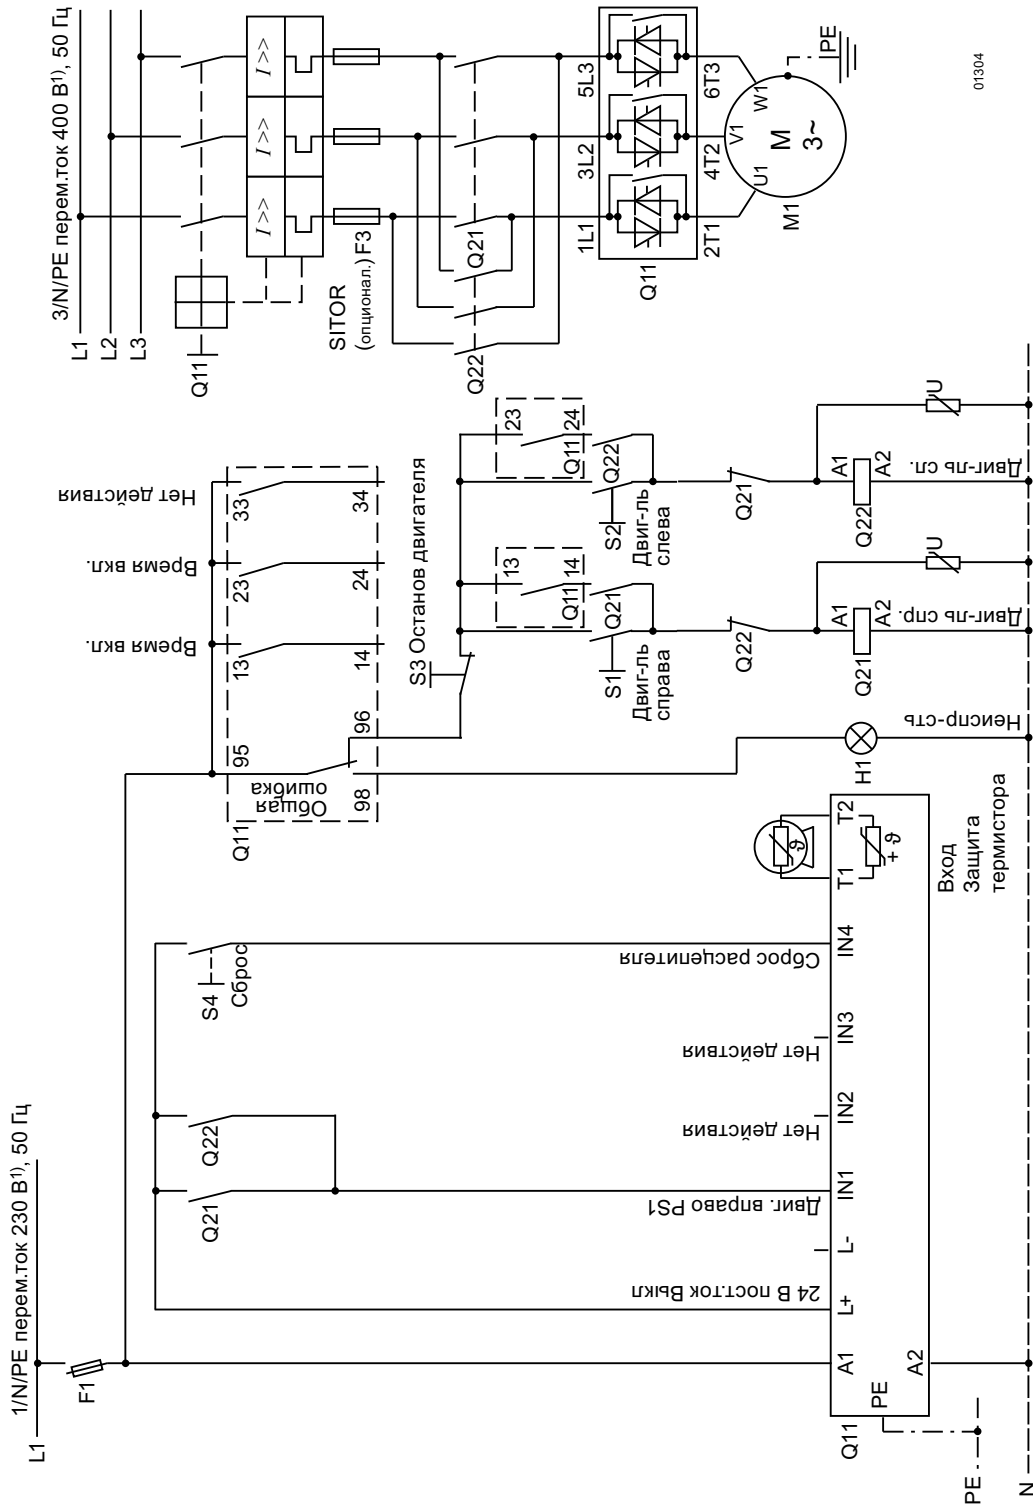 1/N/PE перем.ток 230 В1), 50 Гц
L1
F1
Q21
Q22
S4
Сброс
24 В пост.ток Выкл
Двиг. вправо PS1
Нет действия
Нет действия
Сброс расцепителя
Q11
A1
L+
L-
IN1
IN2
IN3
IN4
T1
T2
ϑ
+ ϑ
PE
A2
Вход
Защита
термистора
PE
N
Q11
95
13
23
33
Общая
ошибка
98
96
14
24
34
Время вкл.
Время вкл.
Нет действия
S3 Останов двигателя
13
Q11
14
23
Q11
24
S1
Двиг-ль
справа
Q21
S2
Двиг-ль
слева
Q22
Q22
Q21
H1
Неиспр-сть
Q21
A1
A2
Двиг-ль спр.
U
Q22
A1
A2
Двиг-ль сл.
U
3/N/PE перем.ток 400 В1), 50 Гц
L1
L2
L3
Q11
I >>
I >>
I >>
SITOR
(опционал.) F3
Q21
Q22
1L1
3L2
5L3
Q11
2T1
4T2
6T3
U1
V1
W1
M
3~
M1
PE
01304